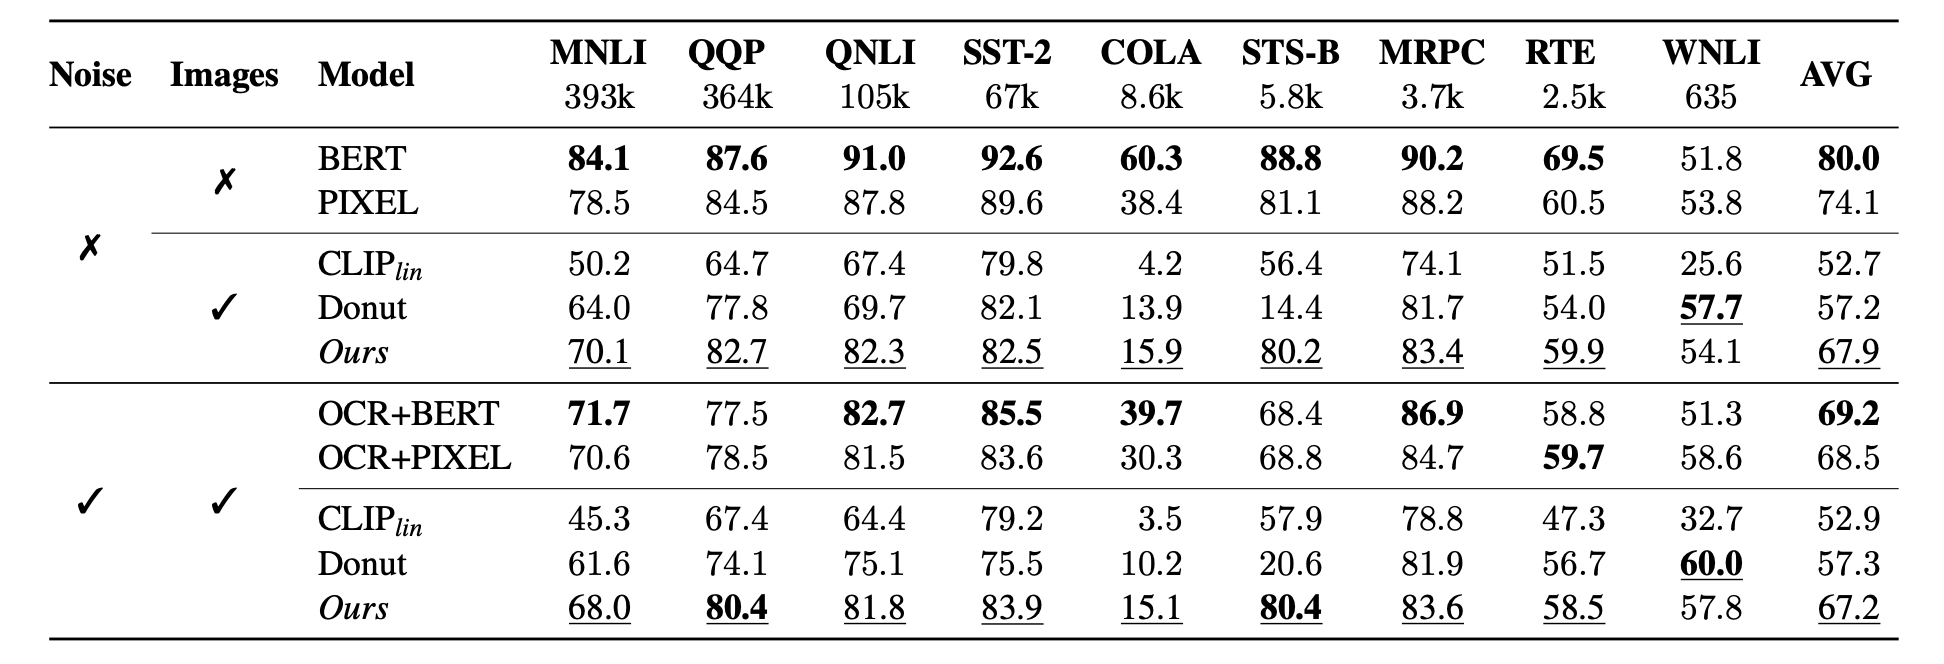 Noise Images Model MNLI QQP QNLI SST-2 COLA STS-B MRPC RTE WNLI AVG
393k 364k 105k 67k 8.6k 5.8k 3.7k 2.5k 635
BERT 84.1 87.6 91.0 92.6 60.3 88.8 90.2 69.5 51.8 80.0
✗
PIXEL 78.5 84.5 87.8 89.6 38.4 81.1 88.2 60.5 53.8 74.1
✗
CLIPlin 50.2 64.7 67.4 79.8 4.2 56.4 74.1 51.5 25.6 52.7
✓ Donut 64.0 77.8 69.7 82.1 13.9 14.4 81.7 54.0 57.7 57.2
Ours 70.1 82.7 82.3 82.5 15.9 80.2 83.4 59.9 54.1 67.9
OCR+BERT 71.7 77.5 82.7 85.5 39.7 68.4 86.9 58.8 51.3 69.2
OCR+PIXEL 70.6 78.5 81.5 83.6 30.3 68.8 84.7 59.7 58.6 68.5
✓ ✓
CLIPlin 45.3 67.4 64.4 79.2 3.5 57.9 78.8 47.3 32.7 52.9
Donut 61.6 74.1 75.1 75.5 10.2 20.6 81.9 56.7 60.0 57.3
Ours 68.0 80.4 81.8 83.9 15.1 80.4 83.6 58.5 57.8 67.2